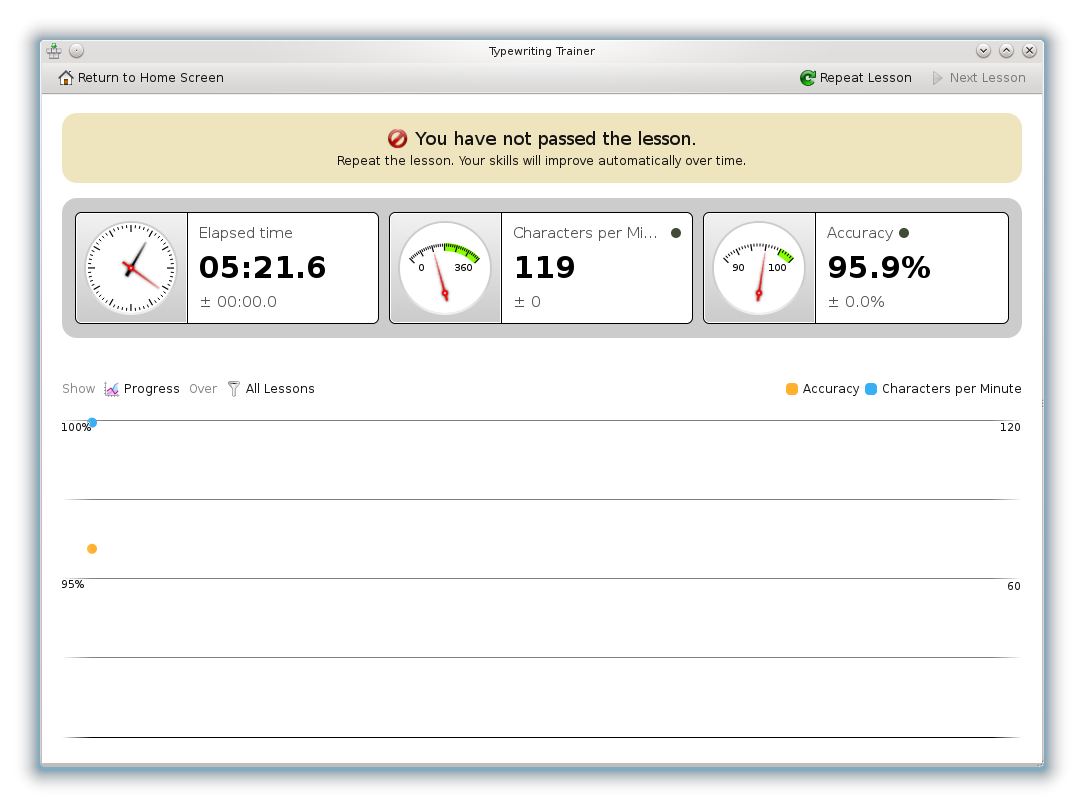 Typewriting Trainer
Return to Home Screen
Repeat Lesson
Next Lesson
You have not passed the lesson.
Repeat the lesson. Your skills will improve automatically over time.
Elapsed time
05:21.6
± 00:00.0
0 360
Characters per Mi...
119
± 0
90 100
Accuracy
95.9%
± 0.0%
Show Progress Over All Lessons
Accuracy Characters per Minute
100% 120
95% 60